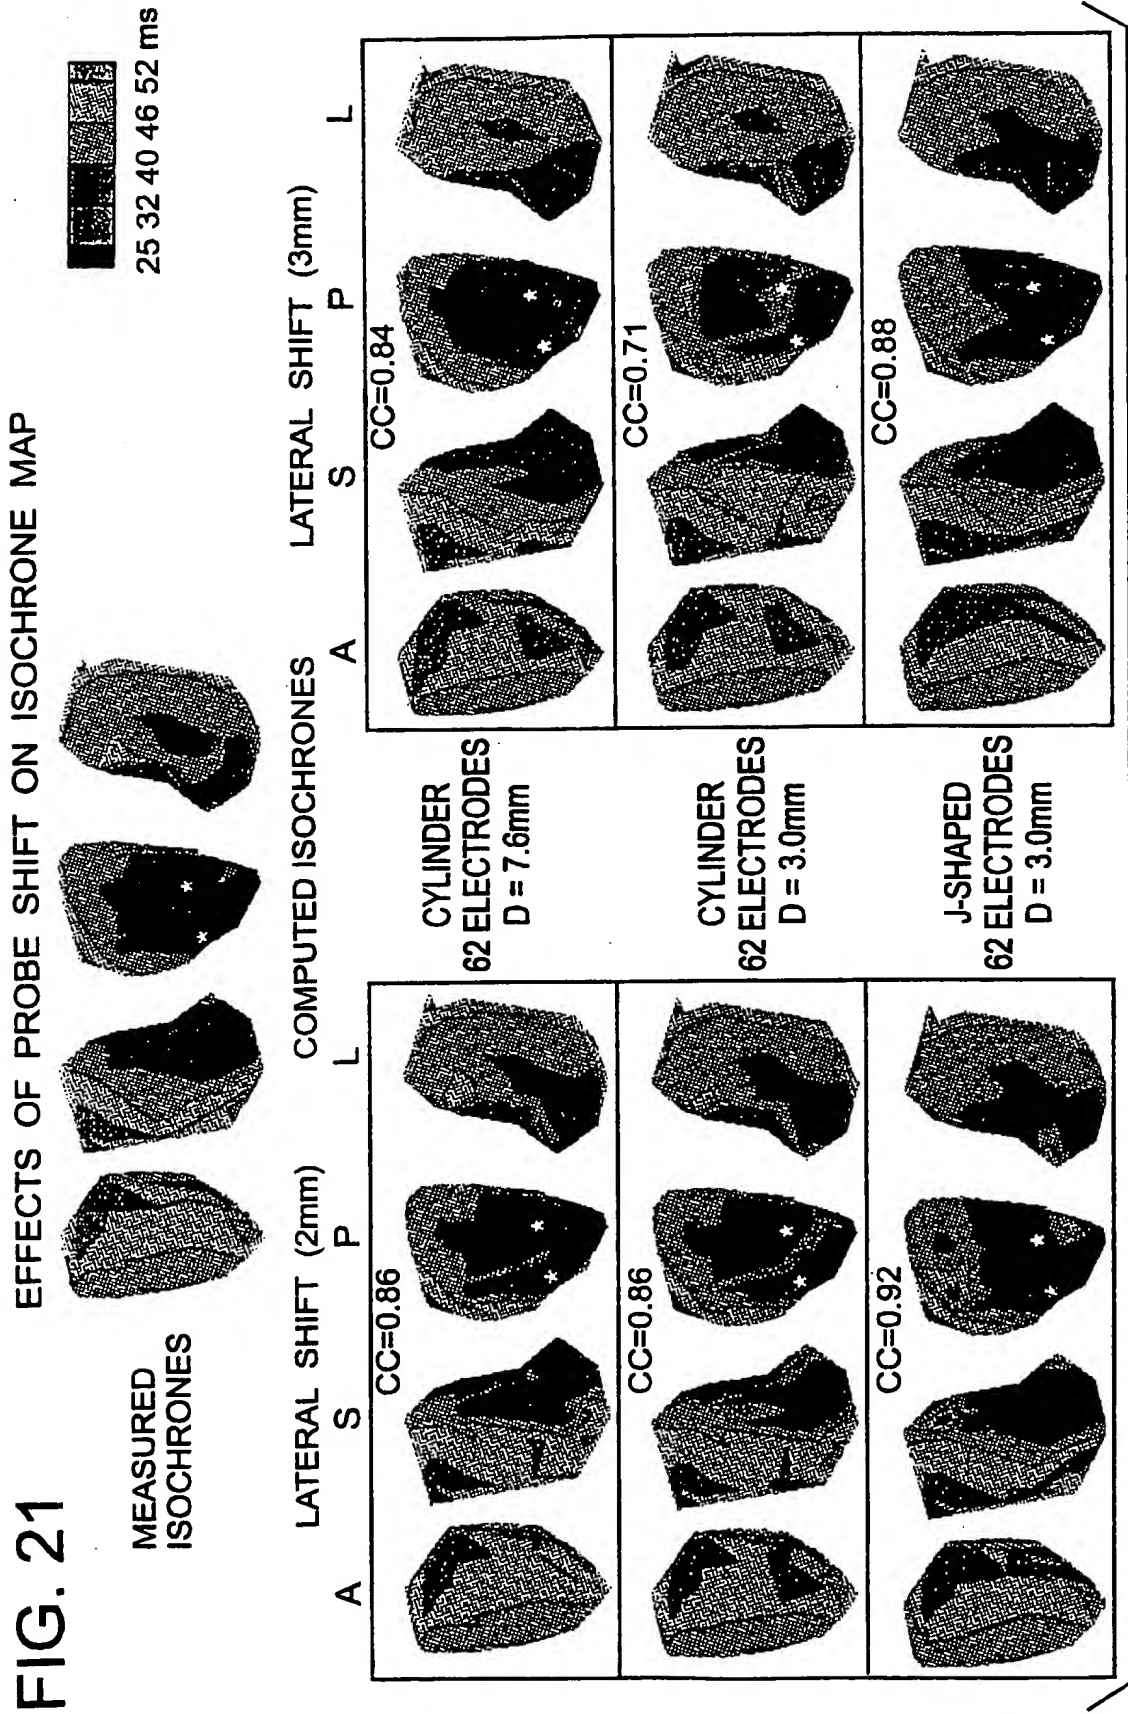 FIG. 21
EFFECTS OF PROBE SHIFT ON ISOCHRONE MAP
MEASURED
ISOCHRONES
25 32 40 46 52 ms
COMPUTED ISOCHRONES
LATERAL SHIFT (2mm)
A S P L
CC=0.86
CC=0.86
CC=0.92
CYLINDER
62 ELECTRODES
D = 7.6mm
CYLINDER
62 ELECTRODES
D = 3.0mm
J-SHAPED
62 ELECTRODES
D = 3.0mm
LATERAL SHIFT (3mm)
A S P L
CC=0.84
CC=0.71
CC=0.88